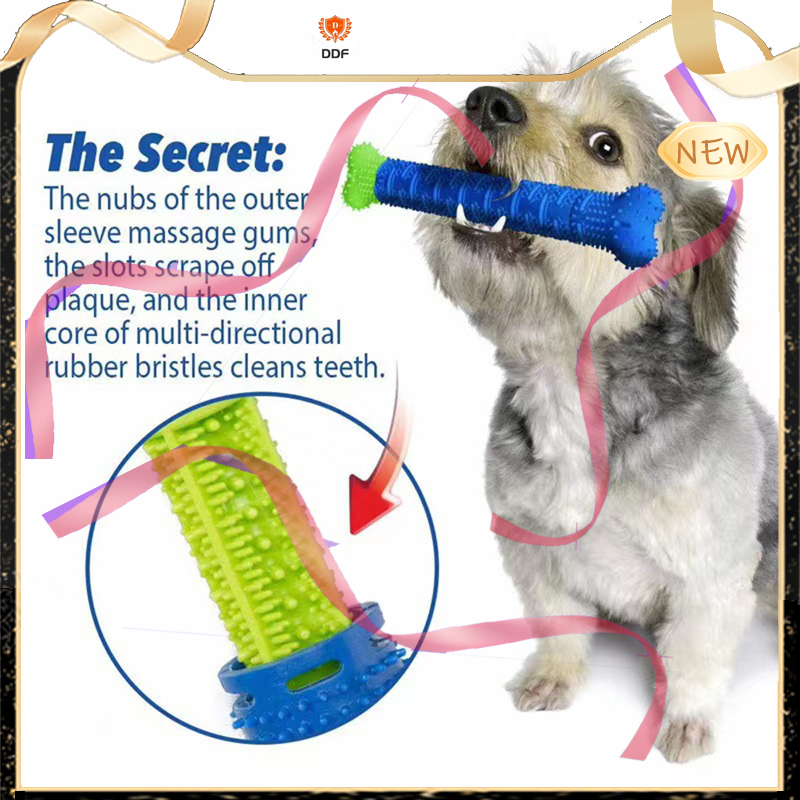 DDF
NEW
The Secret:
The nubs of the outer
sleeve massage gums,
the slots scrape off
plaque, and the inner
core of multi-directional
rubber bristles cleans teeth.